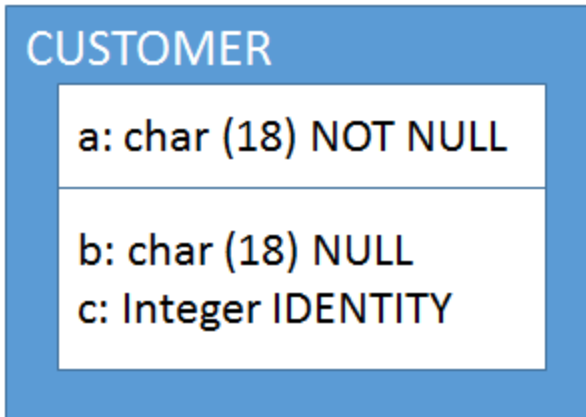 CUSTOMER
a: char (18) NOT NULL
b: char (18) NULL
c: Integer IDENTITY